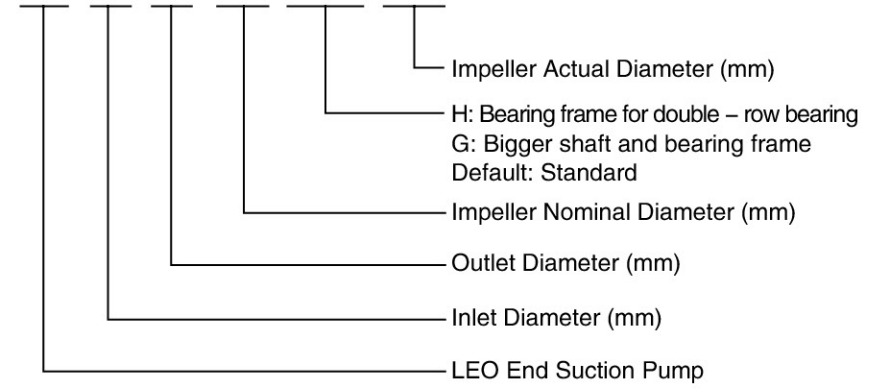 Impeller Actual Diameter (mm)
H: Bearing frame for double – row bearing
G: Bigger shaft and bearing frame
Default: Standard
Impeller Nominal Diameter (mm)
Outlet Diameter (mm)
Inlet Diameter (mm)
LEO End Suction Pump